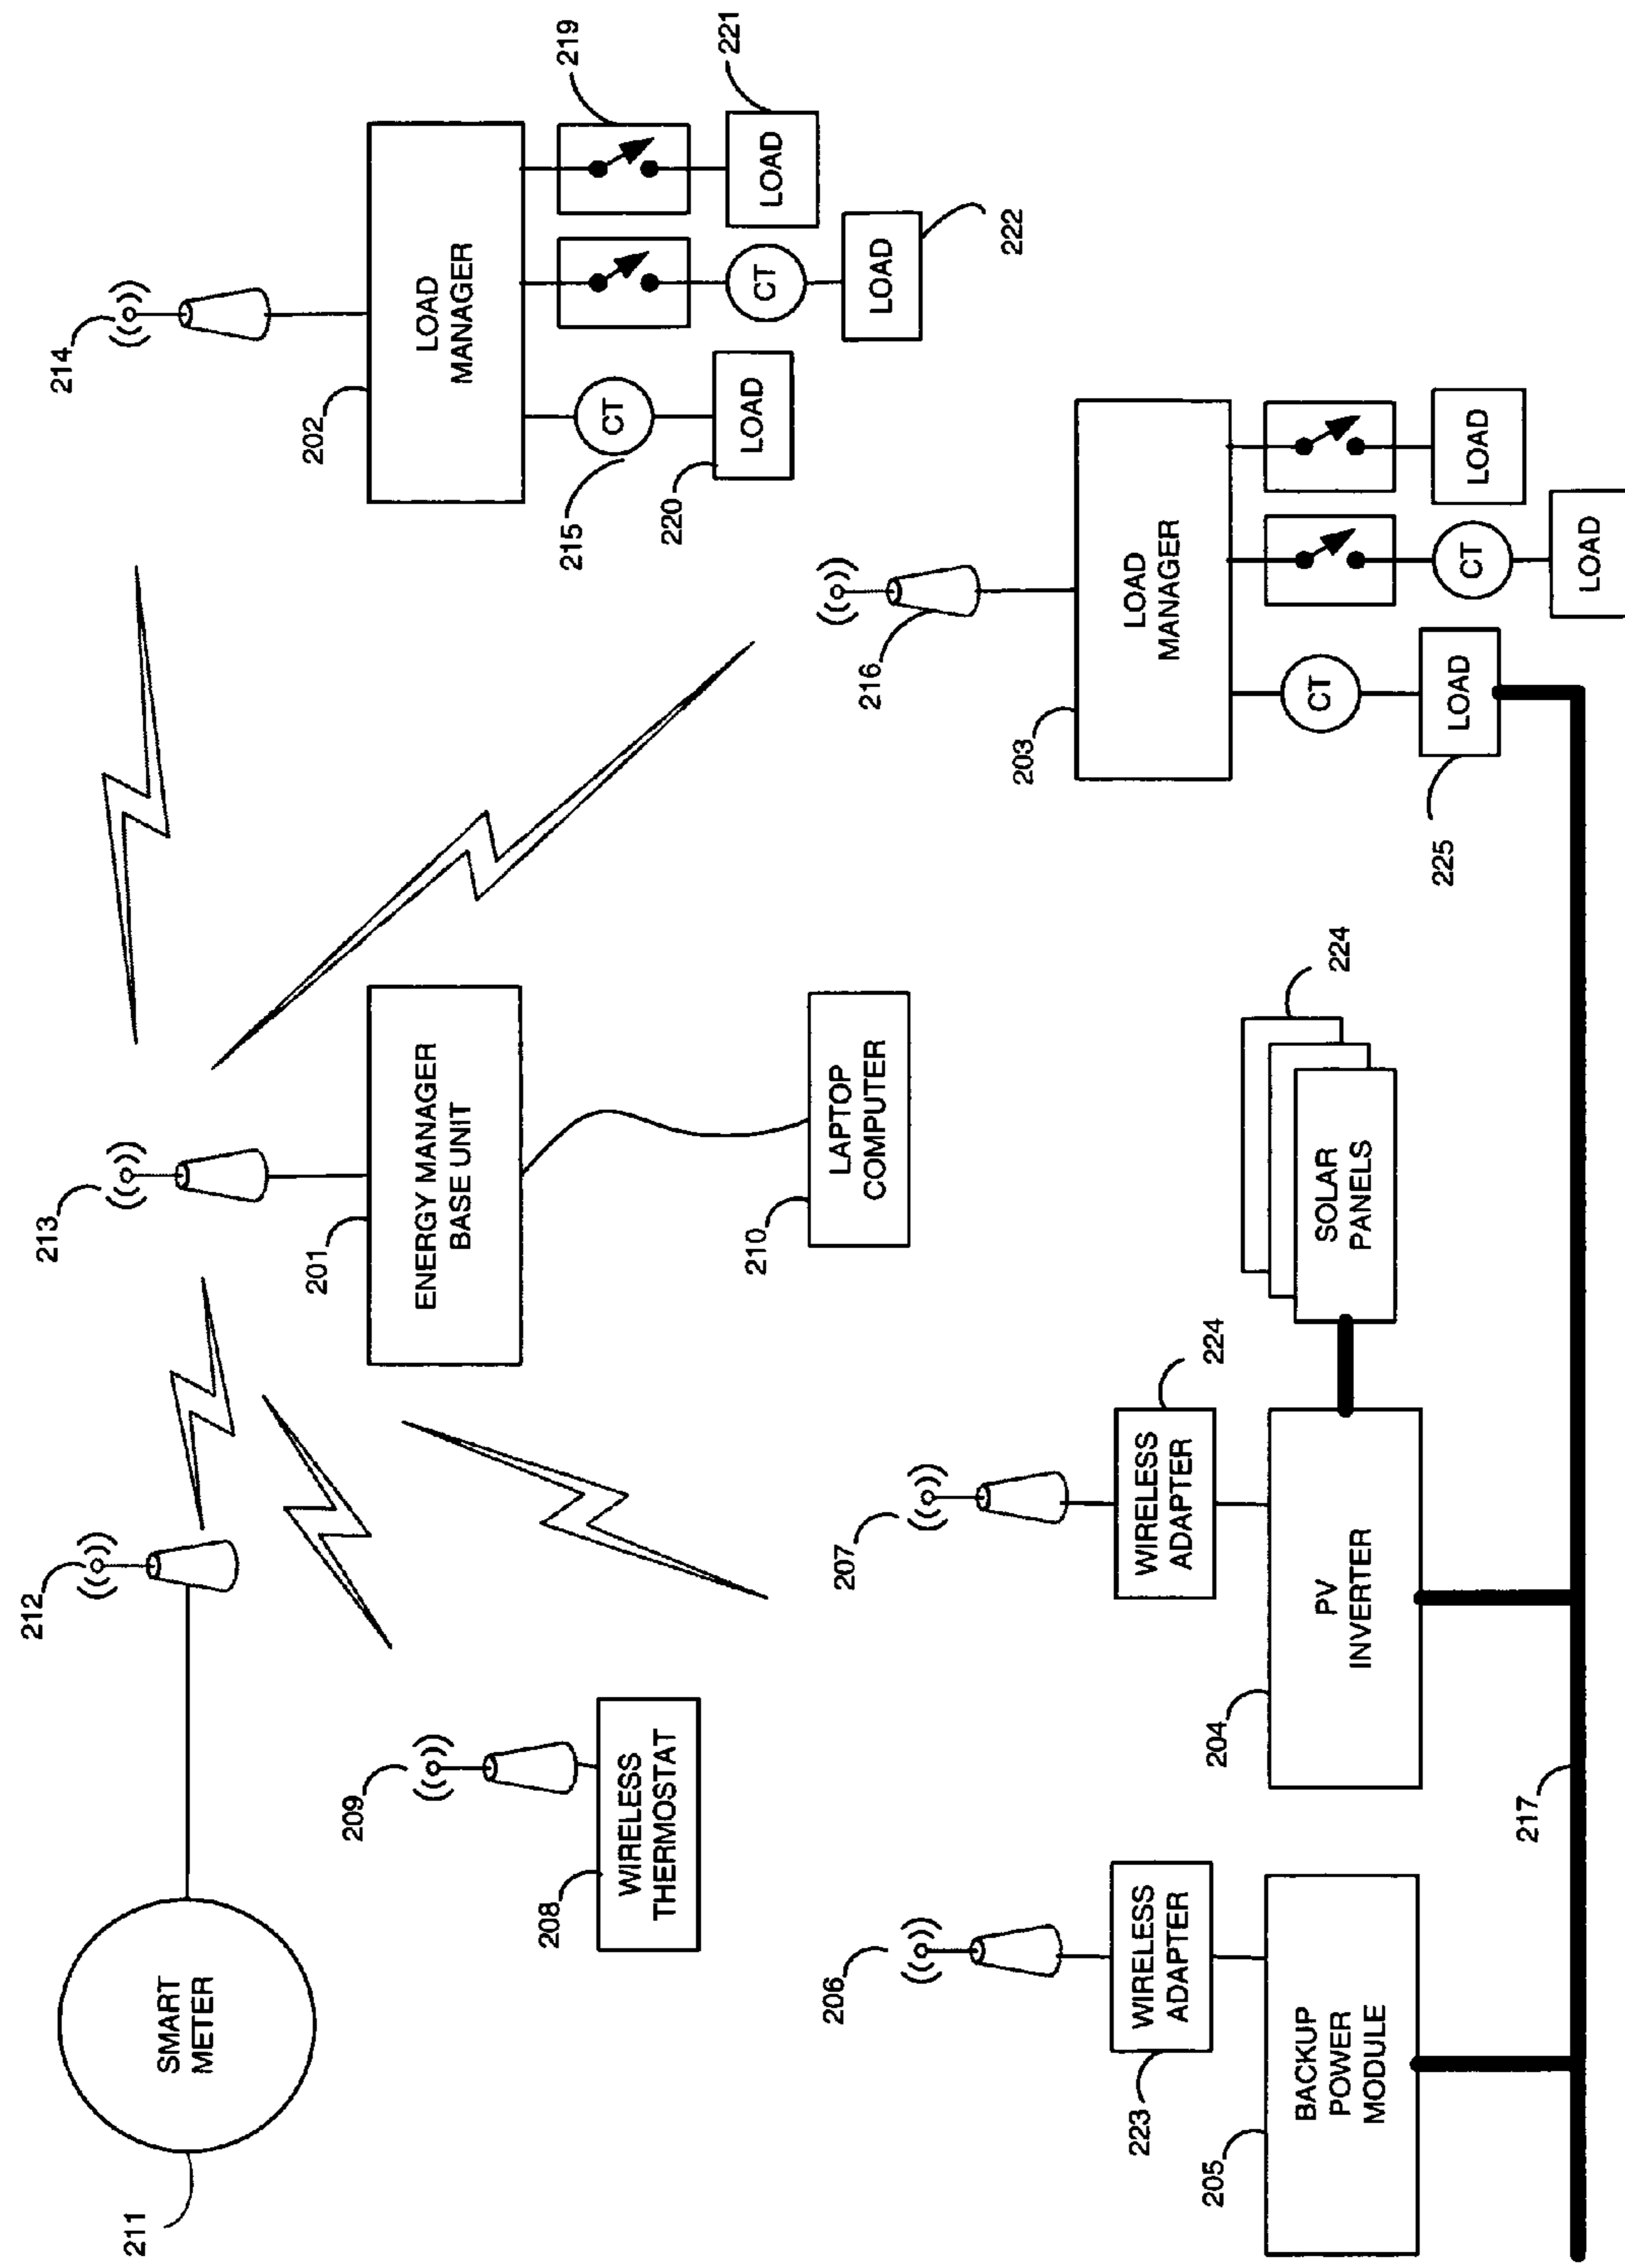 211
SMART
METER
212
213
214
209
208
WIRELESS
THERMOSTAT
201
ENERGY MANAGER
BASE UNIT
210
LAPTOP
COMPUTER
202
LOAD
MANAGER
215
CT
220
LOAD
CT
LOAD
222
219
LOAD
221
206
223
WIRELESS
ADAPTER
205
BACKUP
POWER
MODULE
207
WIRELESS
ADAPTER
224
204
PV
INVERTER
SOLAR
PANELS
224
217
216
203
LOAD
MANAGER
CT
LOAD
225
CT
LOAD
LOAD